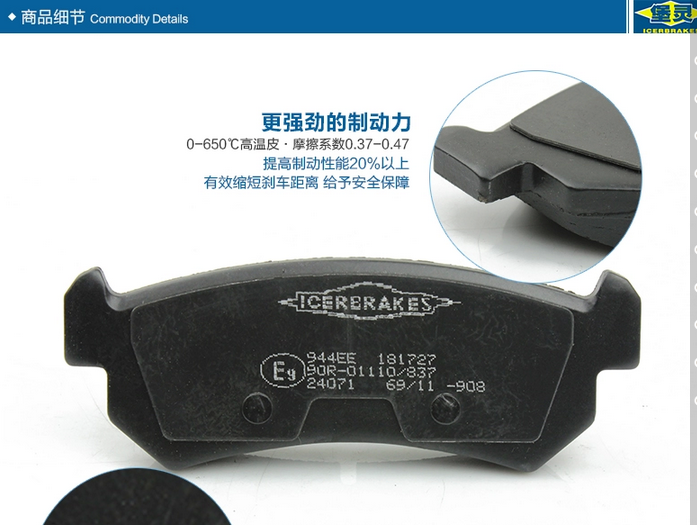 商品细节 Commodity Details
堡灵
ICERBRAKES
更强劲的制动力
0-650℃高温皮·摩擦系数0.37-0.47
提高制动性能20%以上
有效缩短刹车距离 给予安全保障
ICERBRAKES
E9
944EE 181727
90R-01110/837
24071 69/11 -908